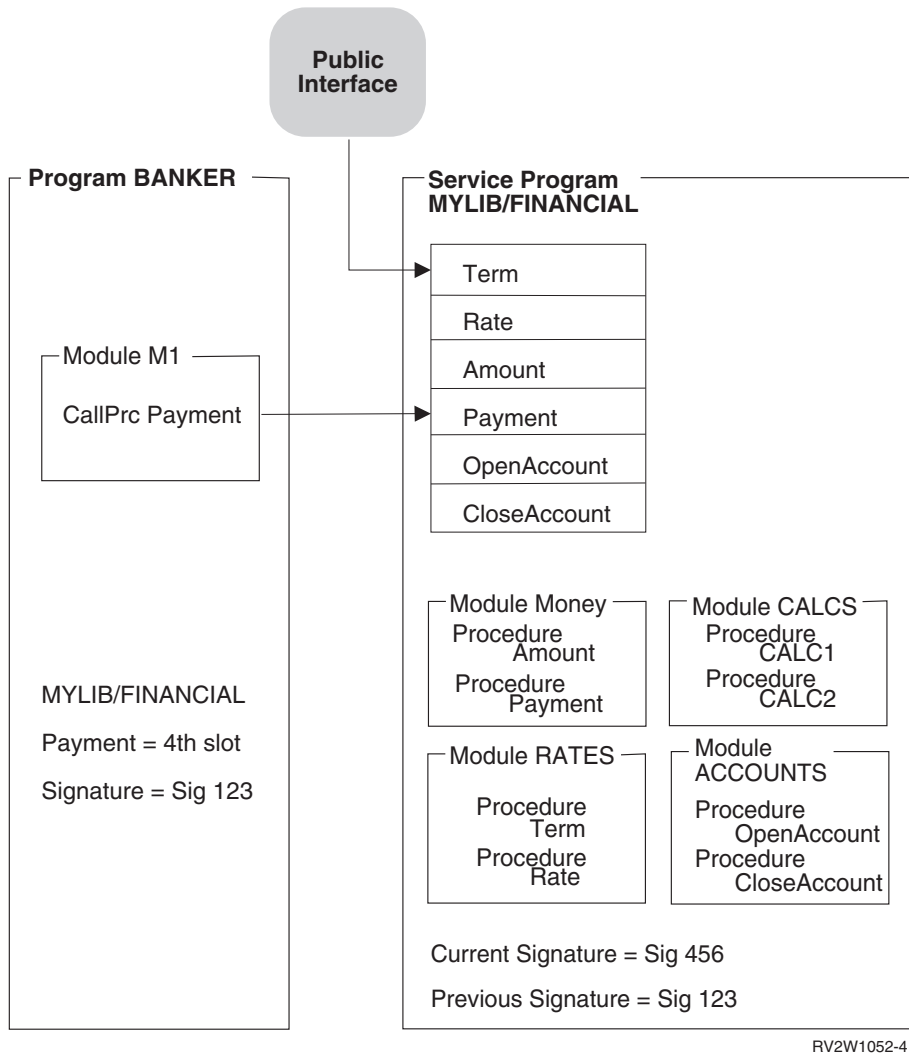 Public
Interface
Program BANKER
Module M1
CallPrc Payment
MYLIB/FINANCIAL
Payment = 4th slot
Signature = Sig 123
Service Program
MYLIB/FINANCIAL
Term
Rate
Amount
Payment
OpenAccount
CloseAccount
Module Money
Procedure
Amount
Procedure
Payment
Module CALCS
Procedure
CALC1
Procedure
CALC2
Module RATES
Procedure
Term
Procedure
Rate
Module
ACCOUNTS
Procedure
OpenAccount
Procedure
CloseAccount
Current Signature = Sig 456
Previous Signature = Sig 123
RV2W1052-4